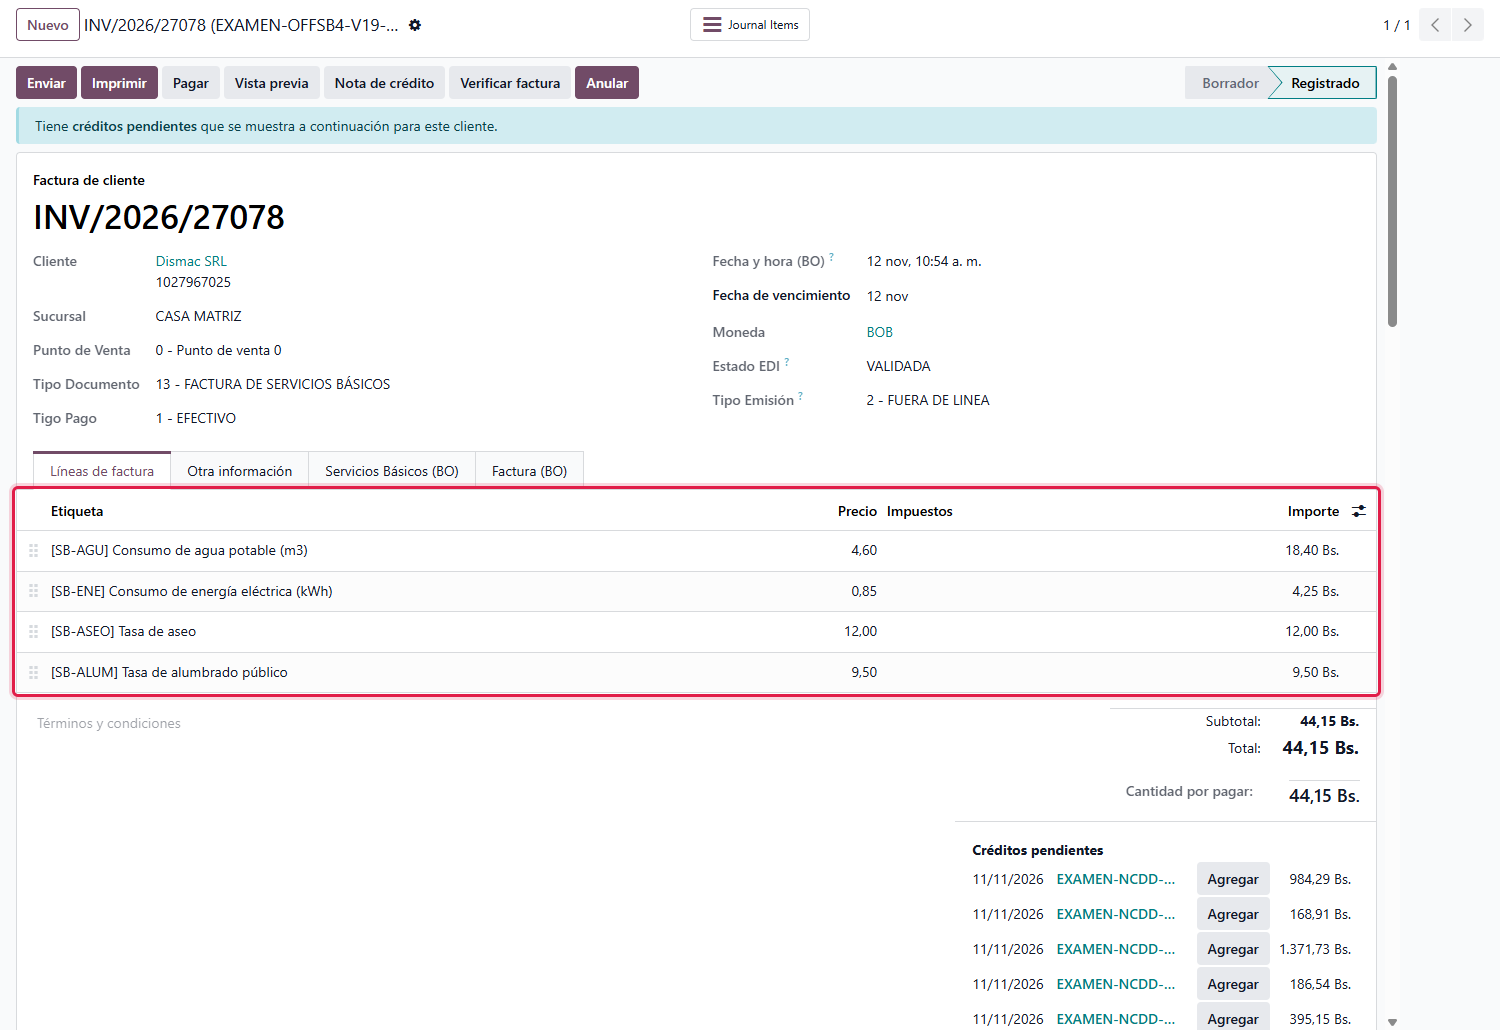 Nuevo INV/2026/27078 (EXAMEN-OFFSB4-V19-... Journal Items 1 / 1
Enviar Imprimir Pagar Vista previa Nota de crédito Verificar factura Anular Borrador Registrado
Tiene créditos pendientes que se muestra a continuación para este cliente.
Factura de cliente
INV/2026/27078
Cliente Dismac SRL
1027967025
Sucursal CASA MATRIZ
Punto de Venta 0 - Punto de venta 0
Tipo Documento 13 - FACTURA DE SERVICIOS BÁSICOS
Tigo Pago 1 - EFECTIVO
Fecha y hora (BO) ? 12 nov, 10:54 a. m.
Fecha de vencimiento 12 nov
Moneda BOB
Estado EDI ? VALIDADA
Tipo Emisión ? 2 - FUERA DE LINEA
Líneas de factura Otra información Servicios Básicos (BO) Factura (BO)
Etiqueta Precio Impuestos Importe
[SB-AGU] Consumo de agua potable (m3) 4,60 18,40 Bs.
[SB-ENE] Consumo de energía eléctrica (kWh) 0,85 4,25 Bs.
[SB-ASEO] Tasa de aseo 12,00 12,00 Bs.
[SB-ALUM] Tasa de alumbrado público 9,50 9,50 Bs.
Términos y condiciones
Subtotal: 44,15 Bs.
Total: 44,15 Bs.
Cantidad por pagar: 44,15 Bs.
Créditos pendientes
11/11/2026 EXAMEN-NCDD-... Agregar 984,29 Bs.
11/11/2026 EXAMEN-NCDD-... Agregar 168,91 Bs.
11/11/2026 EXAMEN-NCDD-... Agregar 1.371,73 Bs.
11/11/2026 EXAMEN-NCDD-... Agregar 186,54 Bs.
11/11/2026 EXAMEN-NCDD-... Agregar 395,15 Bs.